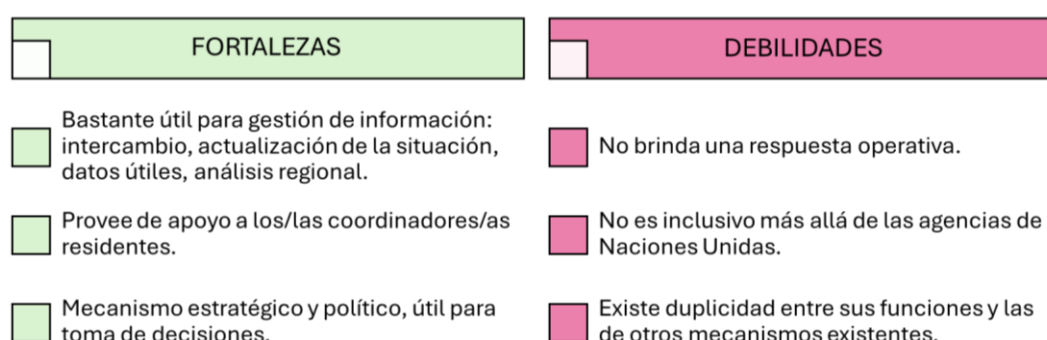 FORTALEZAS
Bastante útil para gestión de información:
intercambio, actualización de la situación,
datos útiles, análisis regional.
Provee de apoyo a los/las coordinadores/as
residentes.
Mecanismo estratégico y político, útil para
toma de decisiones.
DEBILIDADES
No brinda una respuesta operativa.
No es inclusivo más allá de las agencias de
Naciones Unidas.
Existe duplicidad entre sus funciones y las
de otros mecanismos existentes.